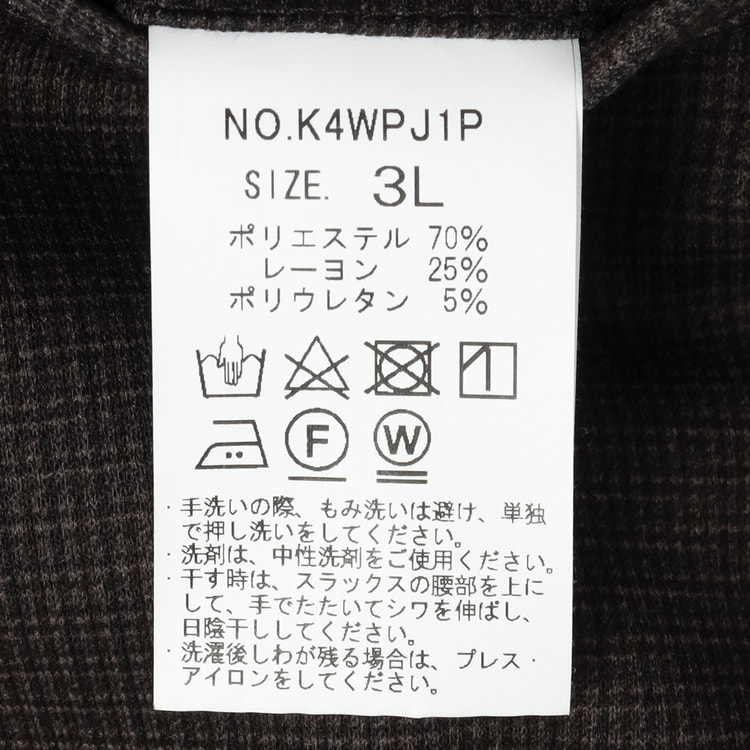 NO.K4WPJ1P
SIZE. 3L
ポリエステル 70%
レーヨン 25%
ポリウレタン 5%
F W
・手洗いの際、もみ洗いは避け、単独
で押し洗いをしてください。
・洗剤は、中性洗剤をご使用ください。
・干す時は、スラックスの腰部を上に
して、手でたたいてシワを伸ばし、
日陰干ししてください。
・洗濯後しわが残る場合は、プレス・
アイロンをしてください。